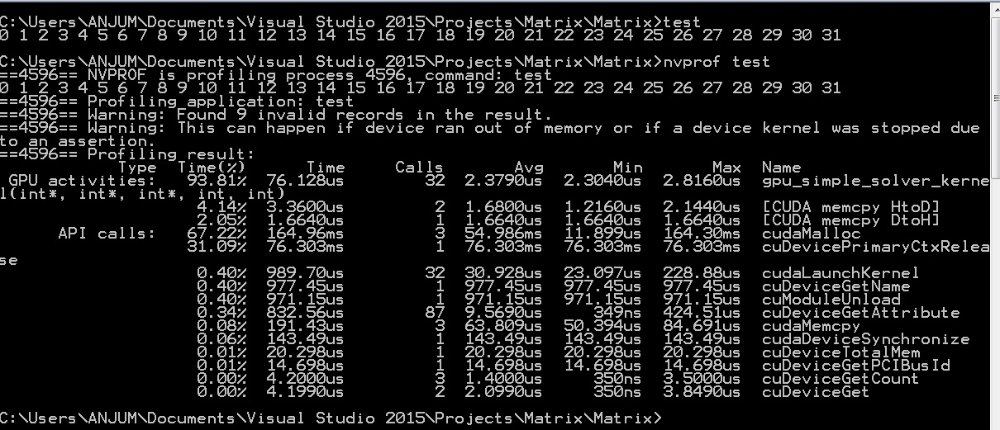 C:\Users\ANJUM\Documents\Visual Studio 2015\Projects\Matrix\Matrix>test
0 1 2 3 4 5 6 7 8 9 10 11 12 13 14 15 16 17 18 19 20 21 22 23 24 25 26 27 28 29 30 31
C:\Users\ANJUM\Documents\Visual Studio 2015\Projects\Matrix\Matrix>nvprof test
==4596== NVPROF is profiling process 4596, command: test
0 1 2 3 4 5 6 7 8 9 10 11 12 13 14 15 16 17 18 19 20 21 22 23 24 25 26 27 28 29 30 31
==4596== Profiling application: test
==4596== Warning: Found 9 invalid records in the result.
==4596== Warning: This can happen if device ran out of memory or if a device kernel was stopped due
to an assertion.
==4596== Profiling result:
Type Time(%) Time Calls Avg Min Max Name
GPU activities: 93.81% 76.128us 32 2.3790us 2.3040us 2.8160us gpu_simple_solver_kerne
l(int*, int*, int*, int, int)
4.14% 3.3600us 2 1.6800us 1.2160us 2.1440us [CUDA memcpy HtoD]
2.05% 1.6640us 1 1.6640us 1.6640us 1.6640us [CUDA memcpy DtoH]
API calls: 67.22% 164.96ms 3 54.986ms 11.899us 164.30ms cudaMalloc
31.09% 76.303ms 1 76.303ms 76.303ms 76.303ms cuDevicePrimaryCtxRelea
se
0.40% 989.70us 32 30.928us 23.097us 228.88us cudaLaunchKernel
0.40% 977.45us 1 977.45us 977.45us 977.45us cuDeviceGetName
0.40% 971.15us 1 971.15us 971.15us 971.15us cuModuleUnload
0.34% 832.56us 87 9.5690us 349ns 424.51us cuDeviceGetAttribute
0.08% 191.43us 3 63.809us 50.394us 84.691us cudaMemcpy
0.06% 143.49us 1 143.49us 143.49us 143.49us cudaDeviceSynchronize
0.01% 20.298us 1 20.298us 20.298us 20.298us cuDeviceTotalMem
0.01% 14.698us 1 14.698us 14.698us 14.698us cuDeviceGetPCIBusId
0.00% 4.2000us 3 1.4000us 350ns 3.5000us cuDeviceGetCount
0.00% 4.1990us 2 2.0990us 350ns 3.8490us cuDeviceGet
C:\Users\ANJUM\Documents\Visual Studio 2015\Projects\Matrix\Matrix>